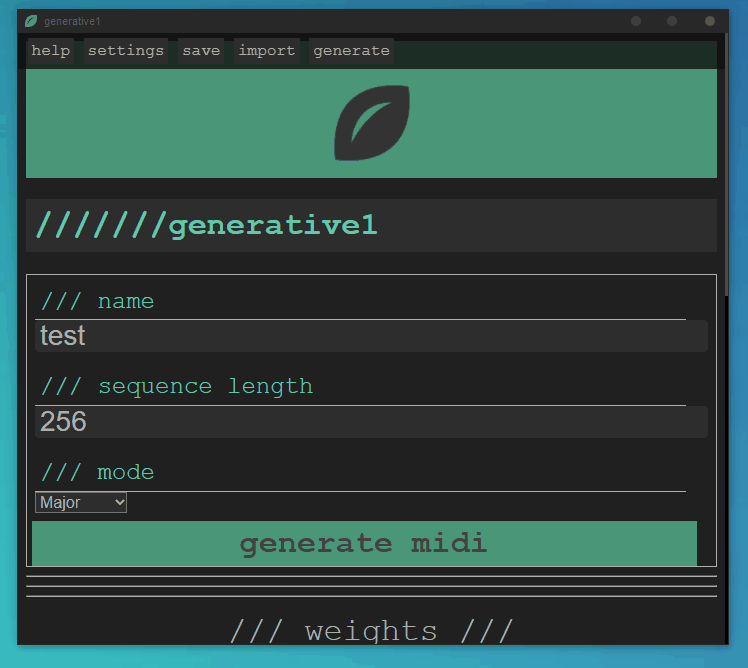 generative1
help settings save import generate
///////generative1
/// name
test
/// sequence length
256
/// mode
Major
generate midi
/// weights ///